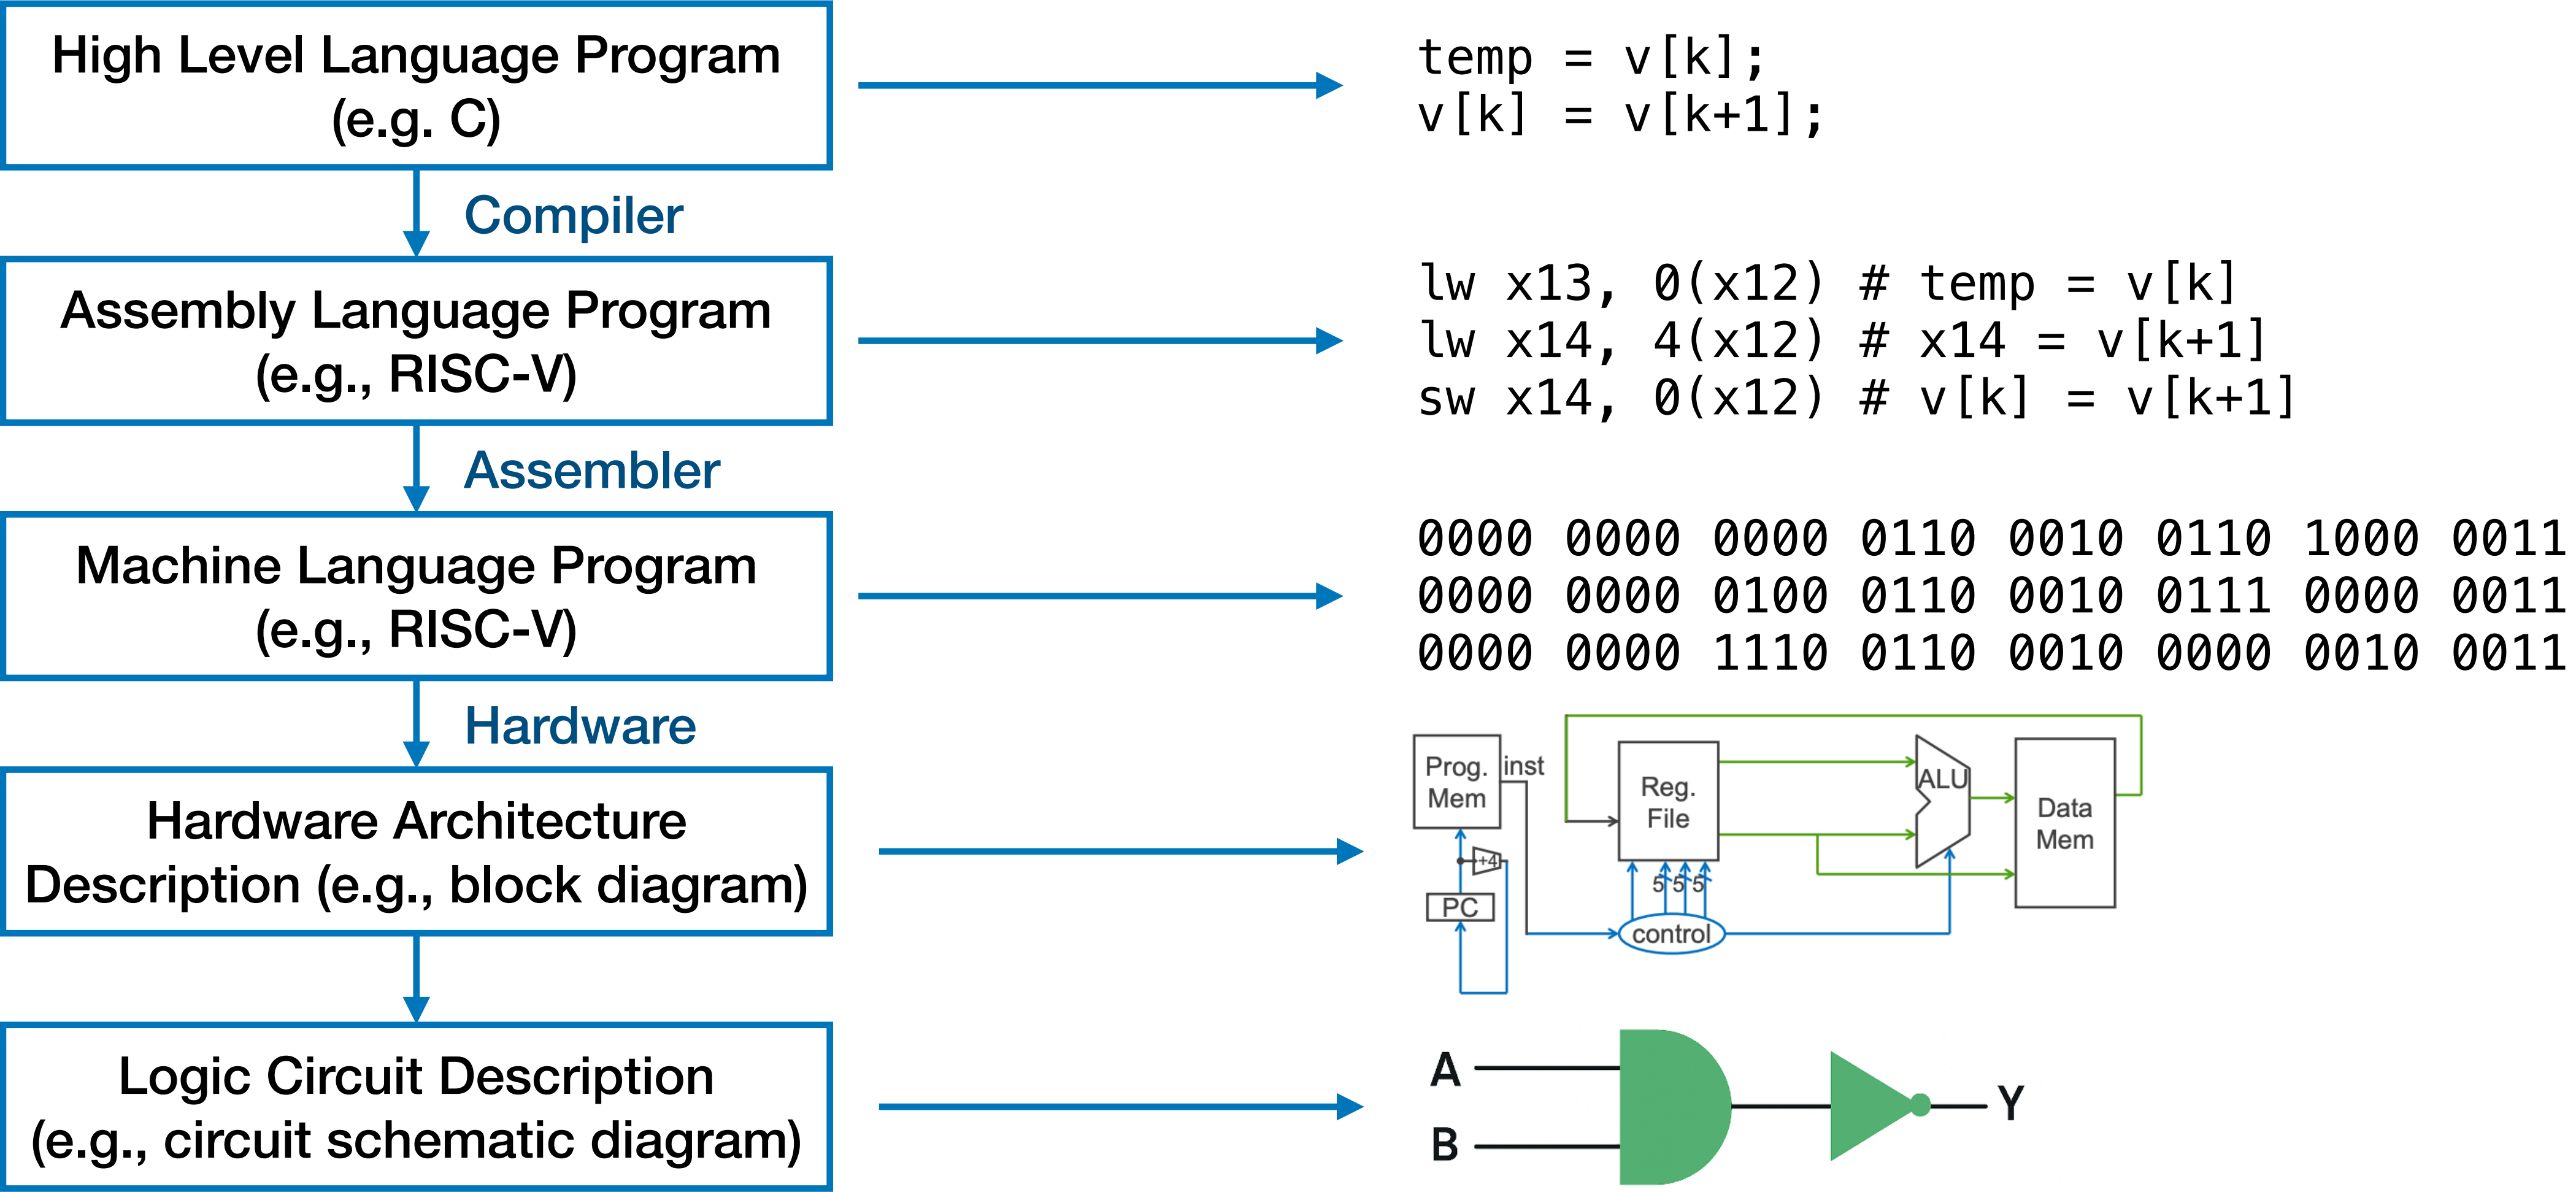 High Level Language Program
(e.g. C)
temp = v[k];
v[k] = v[k+1];
Compiler
Assembly Language Program
(e.g., RISC-V)
lw x13, 0(x12) # temp = v[k]
lw x14, 4(x12) # x14 = v[k+1]
sw x14, 0(x12) # v[k] = v[k+1]
Assembler
Machine Language Program
(e.g., RISC-V)
0000 0000 0000 0110 0010 0110 1000 0011
0000 0000 0100 0110 0010 0111 0000 0011
0000 0000 1110 0110 0010 0000 0010 0011
Hardware
Hardware Architecture
Description (e.g., block diagram)
Prog.
Mem
inst
Reg.
File
ALU
Data
Mem
+4
5 5 5
PC
control
Logic Circuit Description
(e.g., circuit schematic diagram)
A
B
Y